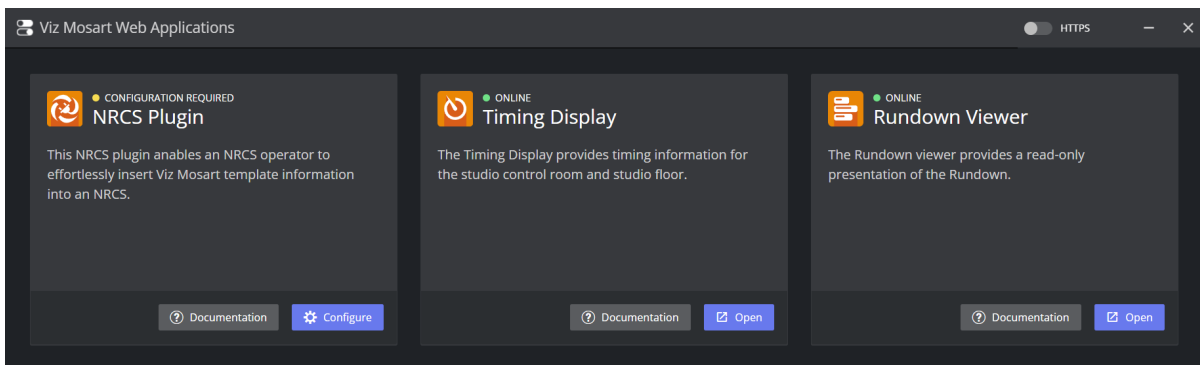 Viz Mosart Web Applications
HTTPS
CONFIGURATION REQUIRED
NRCS Plugin
This NRCS plugin anables an NRCS operator to
effortlessly insert Viz Mosart template information
into an NRCS.
Documentation
Configure
ONLINE
Timing Display
The Timing Display provides timing information for
the studio control room and studio floor.
Documentation
Open
ONLINE
Rundown Viewer
The Rundown viewer provides a read-only
presentation of the Rundown.
Documentation
Open